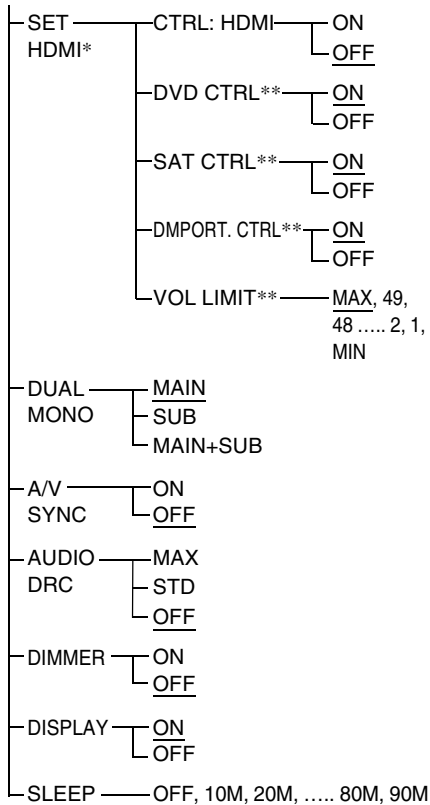 SET HDMI*
CTRL: HDMI
ON
OFF
DVD CTRL**
ON
OFF
SAT CTRL**
ON
OFF
DMPORT. CTRL**
ON
OFF
VOL LIMIT**
MAX, 49,
48 ..... 2, 1,
MIN
DUAL
MONO
MAIN
SUB
MAIN+SUB
A/V
SYNC
ON
OFF
AUDIO
DRC
MAX
STD
OFF
DIMMER
ON
OFF
DISPLAY
ON
OFF
SLEEP
OFF, 10M, 20M, ..... 80M, 90M